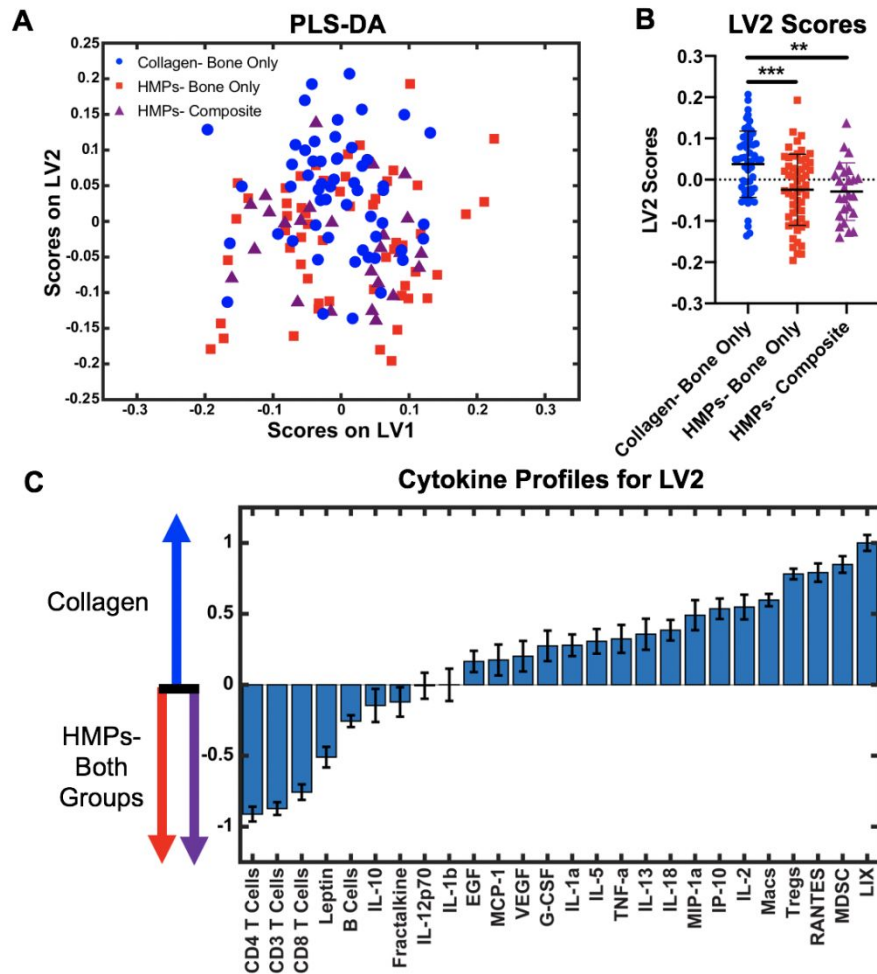 A
PLS-DA
Collagen- Bone Only
HMPs- Bone Only
HMPs- Composite
Scores on LV2
0.25
0.2
0.15
0.1
0.05
0
-0.05
-0.1
-0.15
-0.2
-0.25
-0.3
-0.2
-0.1
0
0.1
0.2
0.3
Scores on LV1
B
LV2 Scores
**
***
LV2 Scores
0.3
0.2
0.1
0.0
-0.1
-0.2
-0.3
Collagen- Bone Only
HMPs- Bone Only
HMPs- Composite
C
Cytokine Profiles for LV2
Collagen
HMPs-
Both
Groups
1
0.5
0
-0.5
-1
CD4 T Cells
CD3 T Cells
CD8 T Cells
Leptin
B Cells
IL-10
Fractalkine
IL-12p70
IL-1b
EGF
MCP-1
VEGF
G-CSF
IL-1a
IL-5
TNF-a
IL-13
IL-18
MIP-1a
IP-10
IL-2
Macs
Tregs
RANTES
MDSC
LIX